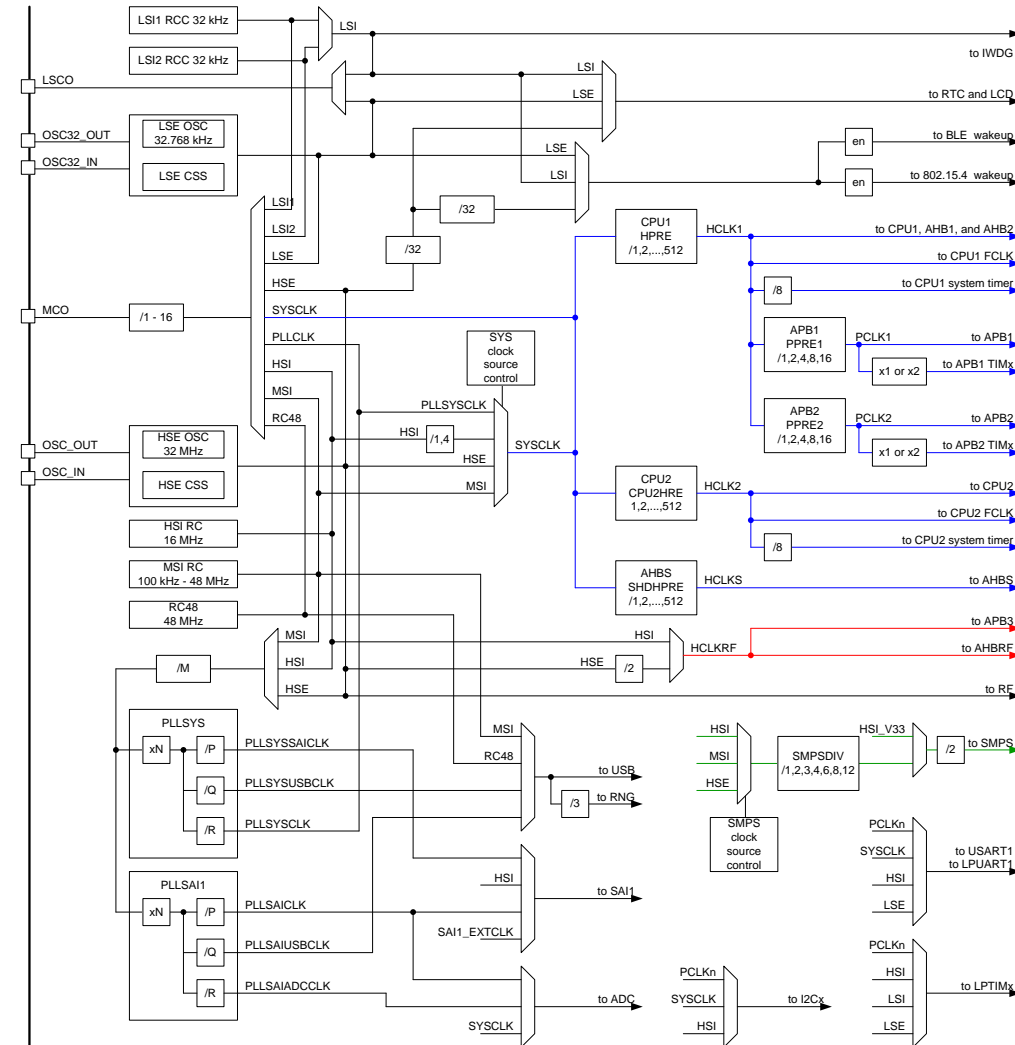 LSI1 RCC 32 kHz
LSI
LSI2 RCC 32 kHz
to IWDG
LSCO
LSI
LSE
to RTC and LCD
OSC32_OUT
LSE OSC
32.768 kHz
OSC32_IN
LSE CSS
LSE
LSI
en
to BLE wakeup
en
to 802.15.4 wakeup
/32
/32
LSI1
LSI2
LSE
HSE
SYSCLK
PLLCLK
HSI
MSI
RC48
MCO
/1 - 16
CPU1
HPRE
/1,2,...,512
HCLK1
to CPU1, AHB1, and AHB2
to CPU1 FCLK
/8
to CPU1 system timer
APB1
PPRE1
/1,2,4,8,16
PCLK1
to APB1
x1 or x2
to APB1 TIMx
APB2
PPRE2
/1,2,4,8,16
PCLK2
to APB2
x1 or x2
to APB2 TIMx
SYS
clock
source
control
PLLSYSCLK
HSI
/1,4
HSE
MSI
SYSCLK
OSC_OUT
HSE OSC
32 MHz
OSC_IN
HSE CSS
CPU2
CPU2HRE
1,2,...,512
HCLK2
to CPU2
to CPU2 FCLK
/8
to CPU2 system timer
HSI RC
16 MHz
MSI RC
100 kHz - 48 MHz
RC48
48 MHz
AHBS
SHDHPRE
/1,2,...,512
HCLKS
to AHBS
MSI
HSI
HSE
/M
HSI
HSE
/2
HCLKRF
to APB3
to AHBRF
to RF
PLLSYS
xN
/P
PLLSYSSAICLK
/Q
PLLSYSUSBCLK
/R
PLLSYSCLK
MSI
RC48
to USB
/3
to RNG
HSI
MSI
HSE
SMPSDIV
/1,2,3,4,6,8,12
HSI_V33
/2
to SMPS
SMPS
clock
source
control
PLLSAI1
xN
/P
PLLSAICLK
/Q
PLLSAIUSBCLK
/R
PLLSAIADCCLK
HSI
SAI1_EXTCLK
to SAI1
SYSCLK
to ADC
PCLKn
SYSCLK
HSI
to I2Cx
PCLKn
SYSCLK
HSI
LSE
to USART1
to LPUART1
PCLKn
HSI
LSI
LSE
to LPTIMx